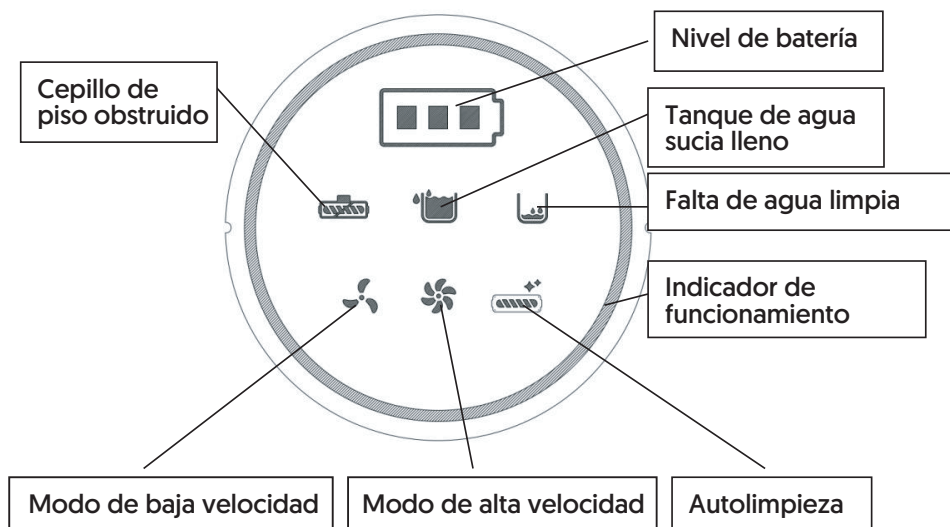 Nivel de batería
Cepillo de
piso obstruido
Tanque de agua
sucia lleno
Falta de agua limpia
Indicador de
funcionamiento
Modo de baja velocidad
Modo de alta velocidad
Autolimpieza